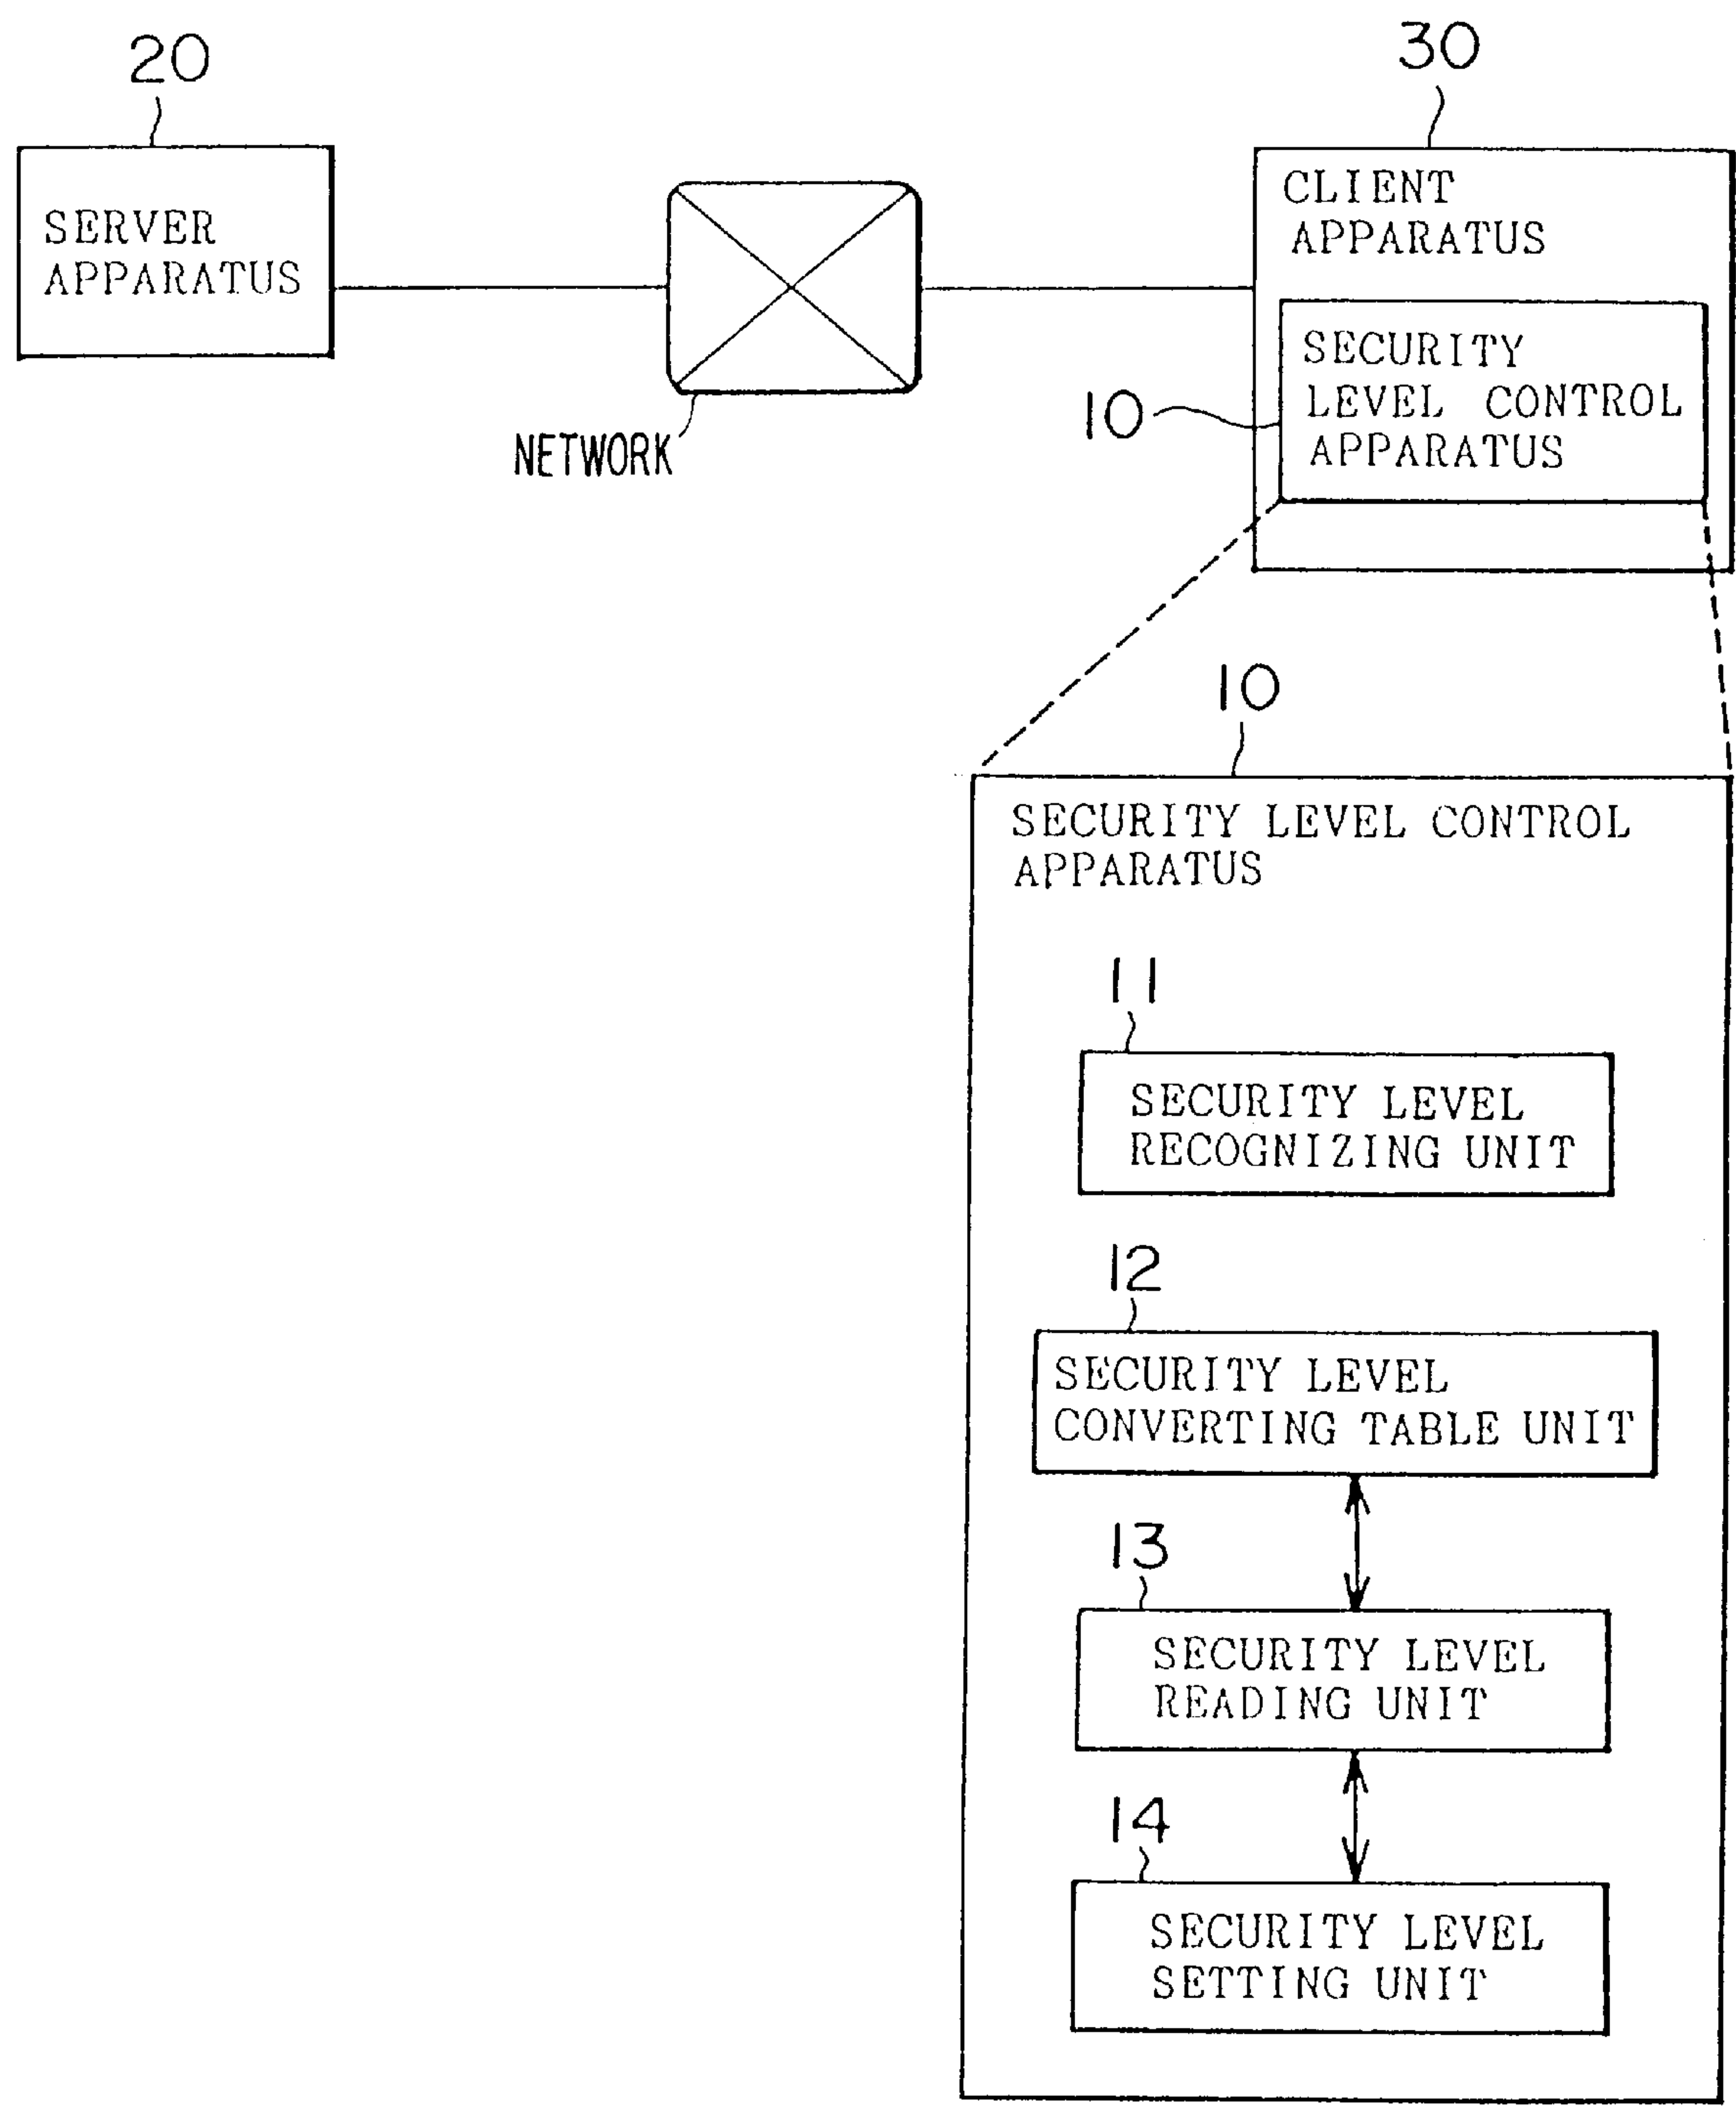 20
SERVER
APPARATUS
NETWORK
30
CLIENT
APPARATUS
10
SECURITY
LEVEL CONTROL
APPARATUS
10
SECURITY LEVEL CONTROL
APPARATUS
11
SECURITY LEVEL
RECOGNIZING UNIT
12
SECURITY LEVEL
CONVERTING TABLE UNIT
13
SECURITY LEVEL
READING UNIT
14
SECURITY LEVEL
SETTING UNIT